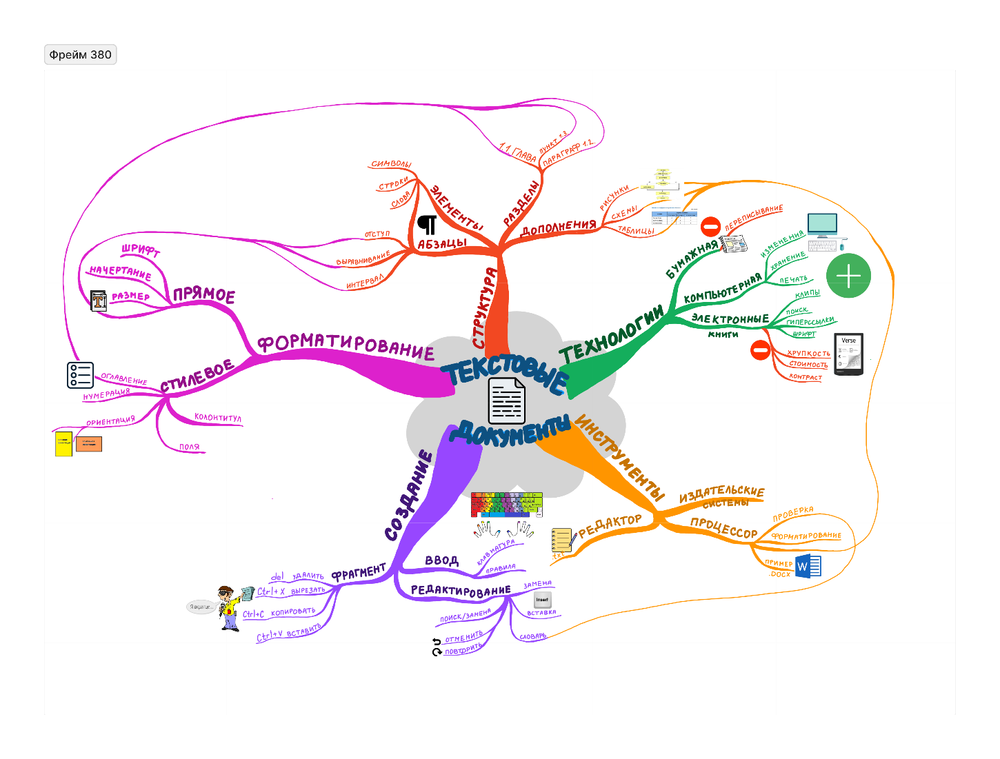 Фрейм 380
ТЕКСТОВЫЕ
ДОКУМЕНТЫ
СТРУКТУРА
ЭЛЕМЕНТЫ
СИМВОЛЫ
СТРОКИ
СЛОВА
¶
АБЗАЦЫ
ОТСТУП
ВЫРАВНИВАНИЕ
ИНТЕРВАЛ
РАЗДЕЛЫ
1.1. ГЛАВА
ПУНКТ 1.3.
ПАРАГРАФ 1.2.
ДОПОЛНЕНИЯ
РИСУНКИ
СХЕМЫ
ТАБЛИЦЫ
ТЕХНОЛОГИИ
БУМАЖНАЯ
ПЕРЕПИСЫВАНИЕ
КОМПЬЮТЕРНАЯ
ИЗМЕНЕНИЯ
ХРАНЕНИЕ
ПЕЧАТЬ
ЭЛЕКТРОННЫЕ
КНИГИ
КЛИПЫ
ПОИСК
ГИПЕРССЫЛКИ
ШРИФТ
ХРУПКОСТЬ
СТОИМОСТЬ
КОНТРАСТ
Verse
ИНСТРУМЕНТЫ
ИЗДАТЕЛЬСКИЕ
СИСТЕМЫ
ПРОЦЕССОР
ПРОВЕРКА
ФОРМАТИРОВАНИЕ
ПРИМЕР
.DOCX
W
РЕДАКТОР
.txt
СОЗДАНИЕ
ВВОД
КЛАВИАТУРА
ПРАВИЛА
РЕДАКТИРОВАНИЕ
ЗАМЕНА
Insert
ВСТАВКА
СЛОВАРЬ
ПОИСК/ЗАМЕНА
ОТМЕНИТЬ
ПОВТОРИТЬ
ФРАГМЕНТ
del УДАЛИТЬ
Ctrl+X ВЫРЕЗАТЬ
Ctrl+C КОПИРОВАТЬ
Ctrl+V ВСТАВИТЬ
ФОРМАТИРОВАНИЕ
ПРЯМОЕ
ШРИФТ
НАЧЕРТАНИЕ
РАЗМЕР
T
СТИЛЕВОЕ
ОГЛАВЛЕНИЕ
НУМЕРАЦИЯ
ОРИЕНТАЦИЯ
ПОЛЯ
КОЛОНТИТУЛ